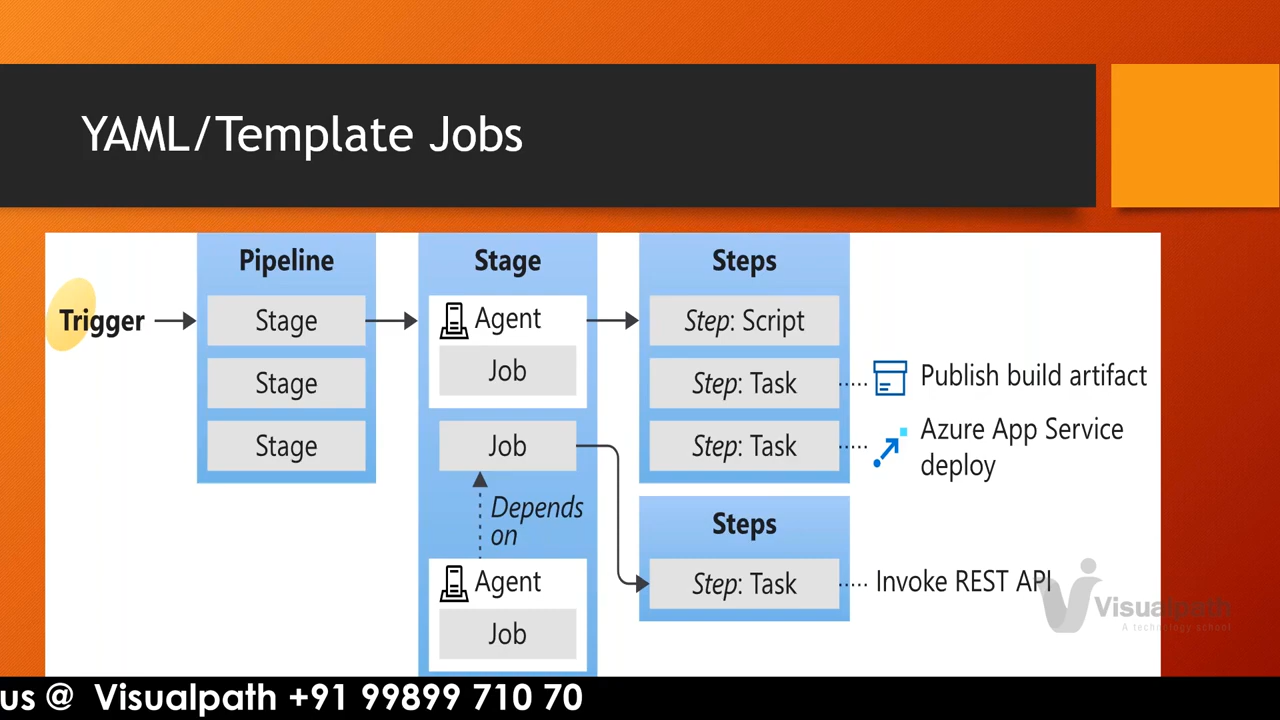 YAML/Template Jobs
Trigger
Pipeline
Stage
Stage
Stage
Stage
Agent
Job
Job
Depends
on
Agent
Job
Steps
Step: Script
Step: Task
Step: Task
Publish build artifact
Azure App Service
deploy
Steps
Step: Task
Invoke REST API
Visualpath
A technology school
us @ Visualpath +91 99899 710 70